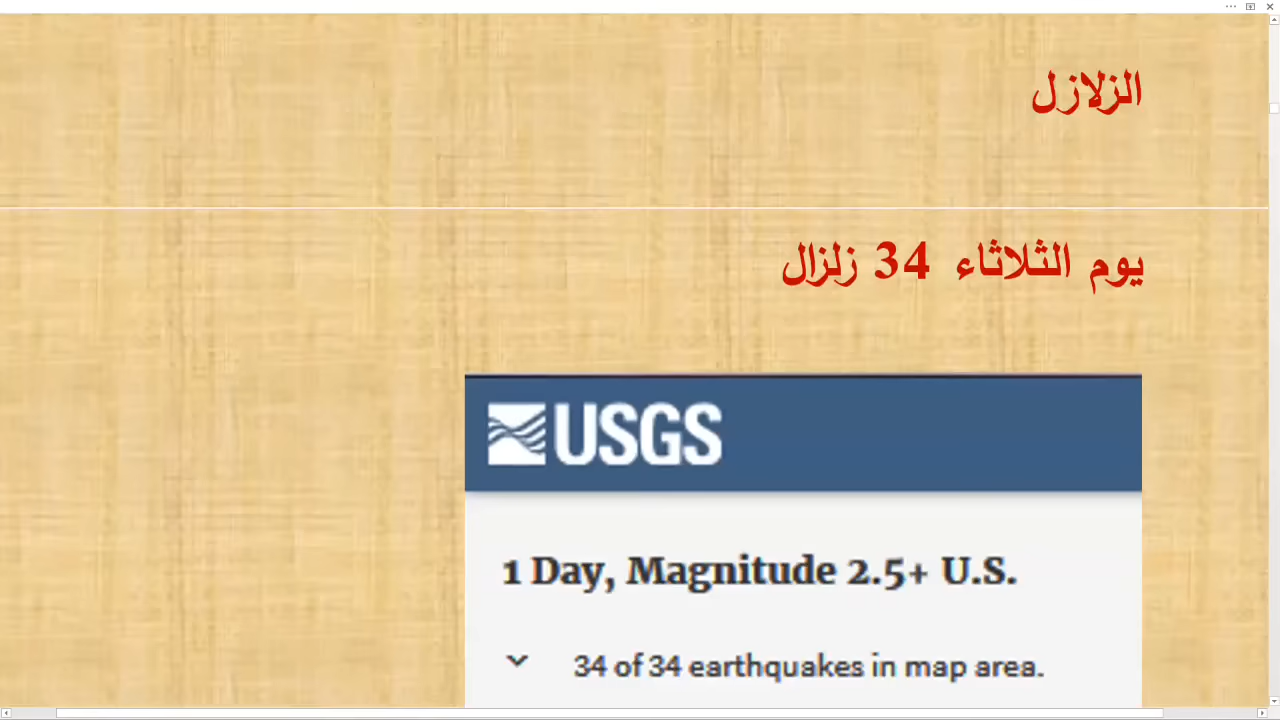 الزلازل
يوم الثلاثاء 34 زلزال
USGS
1 Day, Magnitude 2.5+ U.S.
34 of 34 earthquakes in map area.